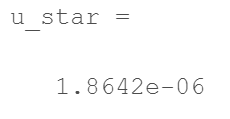 u_star =
1.8642e-06